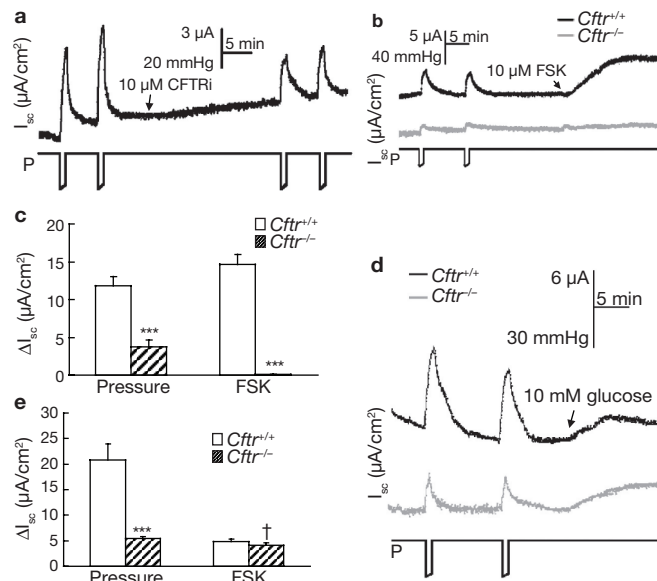 a
3 μA
20 mmHg
5 min
10 μM CFTRi
I_sc (μA/cm²)
P
b
5 μA
5 min
40 mmHg
Cftr+/+
Cftr–/–
10 μM FSK
I_sc (μA/cm²)
P
c
ΔI_sc (μA/cm²)
20
15
10
5
0
Cftr+/+
Cftr–/–
***
***
Pressure
FSK
d
Cftr+/+
Cftr–/–
6 μA
5 min
30 mmHg
10 mM glucose
I_sc (μA/cm²)
P
e
ΔI_sc (μA/cm²)
30
25
20
15
10
5
0
Cftr+/+
Cftr–/–
***
†
Pressure
FSK